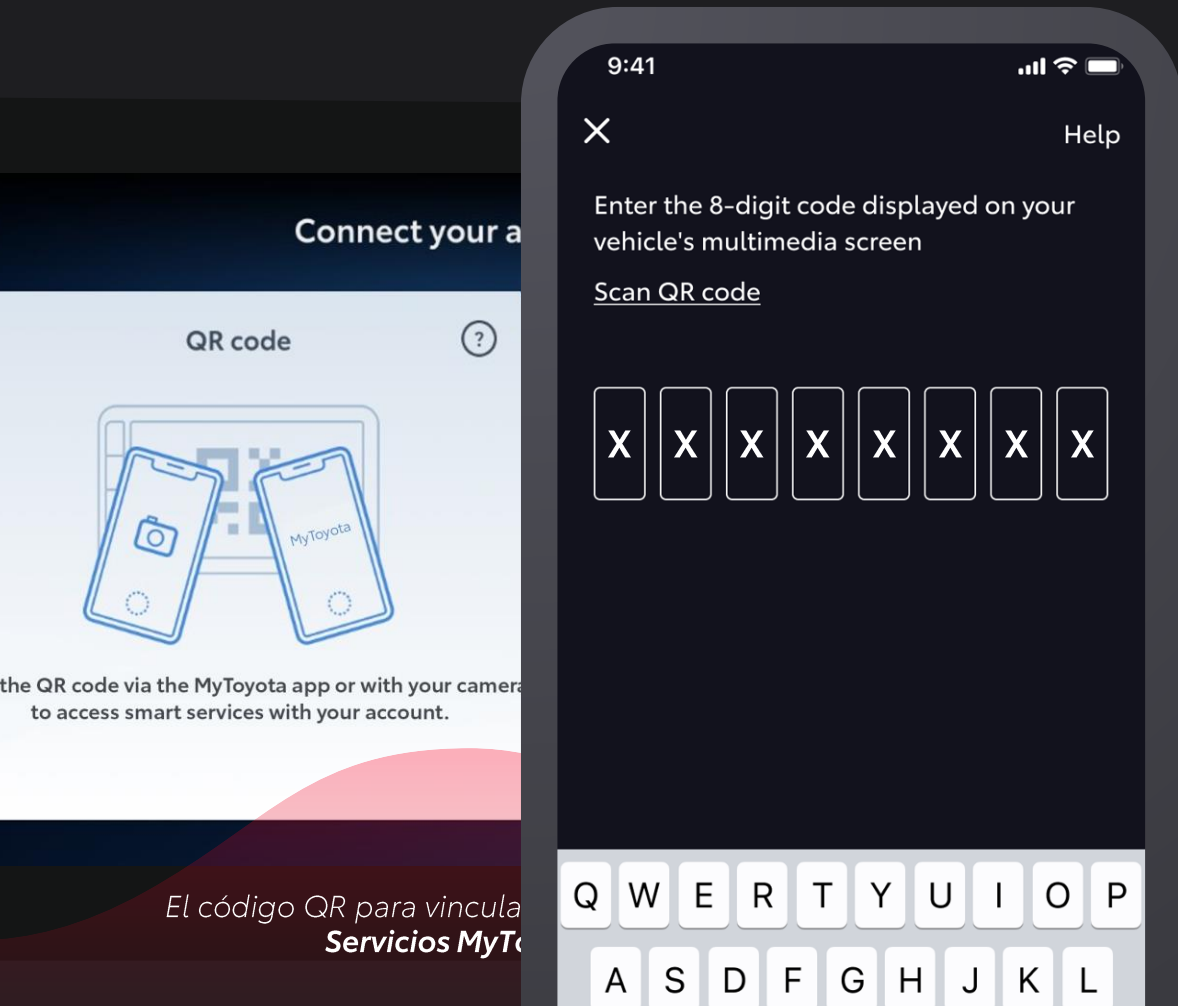 Connect your a
QR code
?
MyToyota
the QR code via the MyToyota app or with your camera
to access smart services with your account.
El código QR para vincula
Servicios MyTo
9:41
Help
Enter the 8-digit code displayed on your
vehicle's multimedia screen
Scan QR code
X X X X X X X X
Q W E R T Y U I O P
A S D F G H J K L